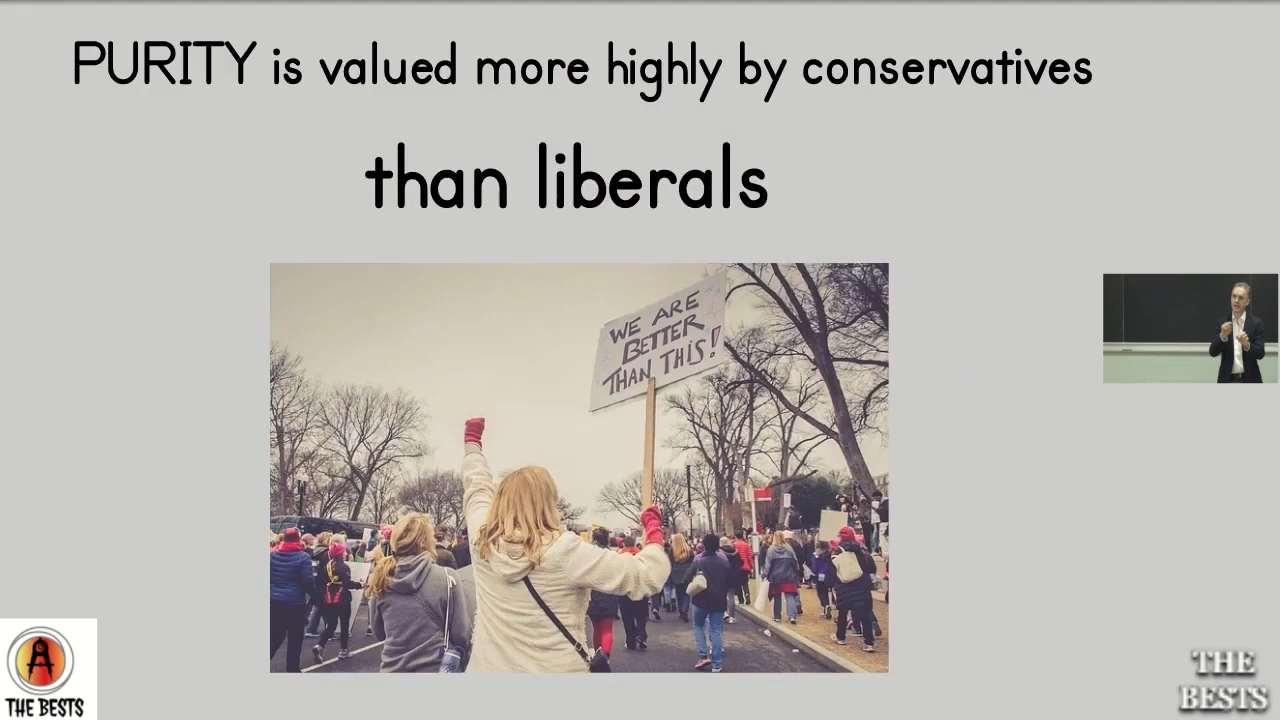 PURITY is valued more highly by conservatives
than liberals
WE ARE
BETTER
THAN THIS!
THE BESTS
THE
BESTS